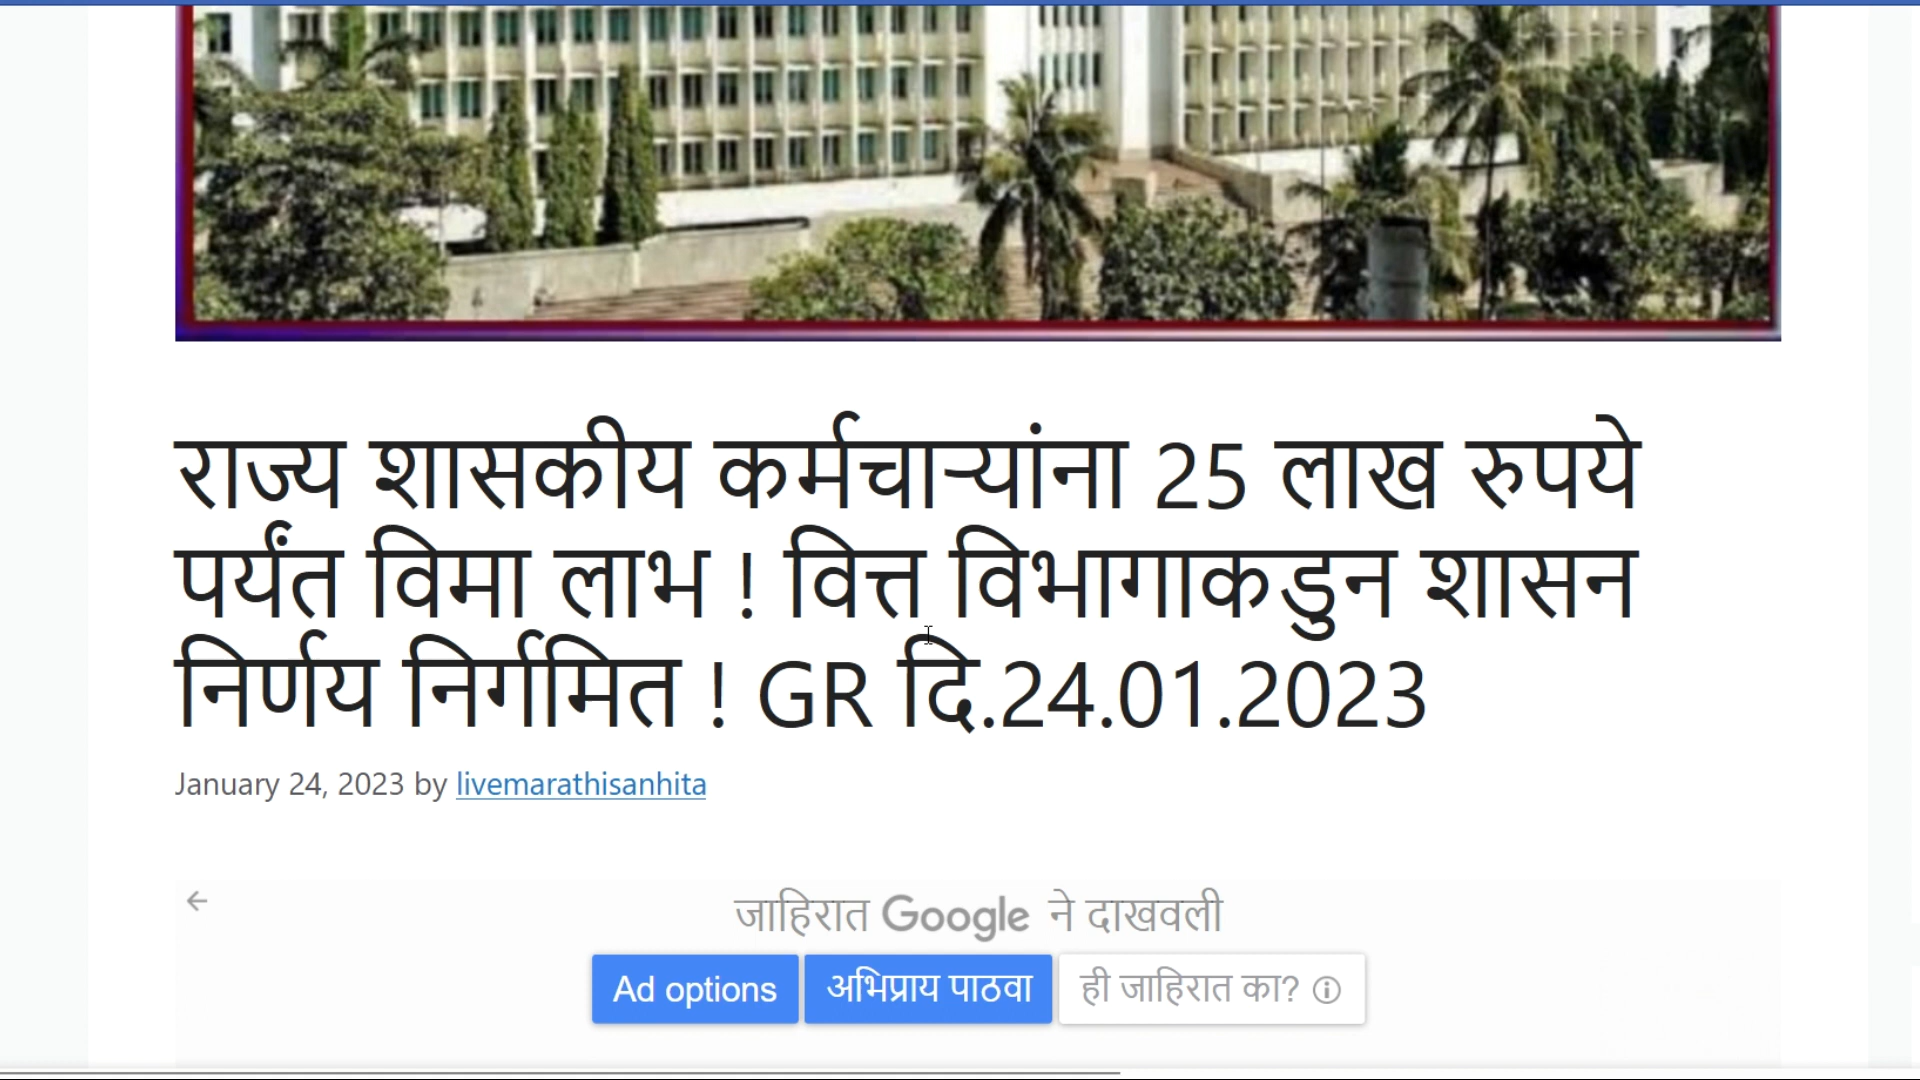 राज्य शासकीय कर्मचाऱ्यांना 25 लाख रुपये
पर्यंत विमा लाभ ! वित्त विभागाकडुन शासन
निर्णय निर्गमित ! GR दि.24.01.2023
January 24, 2023 by livemarathisanhita
जाहिरात Google ने दाखवली
Ad options अभिप्राय पाठवा ही जाहिरात का?